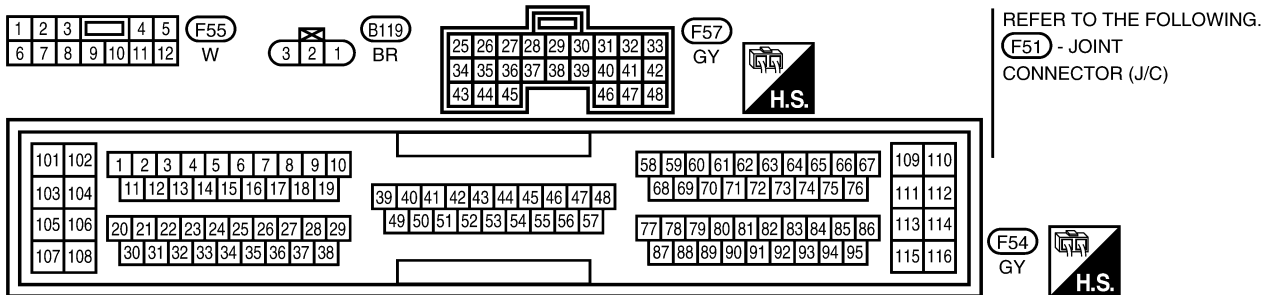 1 2 3 4 5
6 7 8 9 10 11 12
F55
W
3 2 1
B119
BR
25 26 27 28 29 30 31 32 33
34 35 36 37 38 39 40 41 42
43 44 45 46 47 48
F57
GY
H.S.
REFER TO THE FOLLOWING.
F51 - JOINT
CONNECTOR (J/C)
101 102
103 104
105 106
107 108
1 2 3 4 5 6 7 8 9 10
11 12 13 14 15 16 17 18 19
20 21 22 23 24 25 26 27 28 29
30 31 32 33 34 35 36 37 38
39 40 41 42 43 44 45 46 47 48
49 50 51 52 53 54 55 56 57
58 59 60 61 62 63 64 65 66 67
68 69 70 71 72 73 74 75 76
77 78 79 80 81 82 83 84 85 86
87 88 89 90 91 92 93 94 95
109 110
111 112
113 114
115 116
F54
GY
H.S.